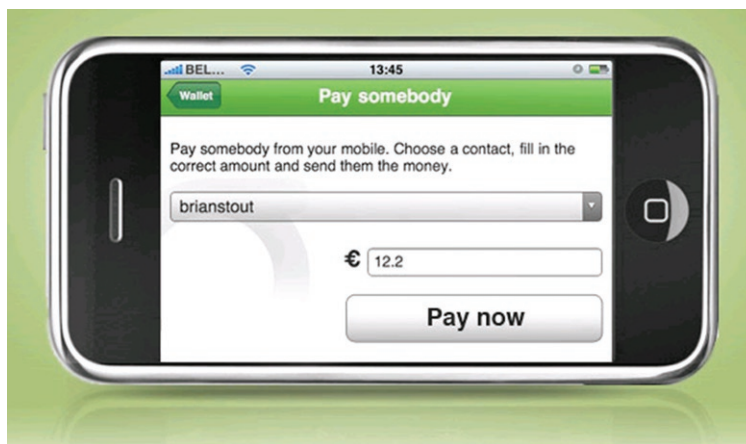 BEL... 13:45
Wallet Pay somebody
Pay somebody from your mobile. Choose a contact, fill in the
correct amount and send them the money.
brianstout
€ 12.2
Pay now